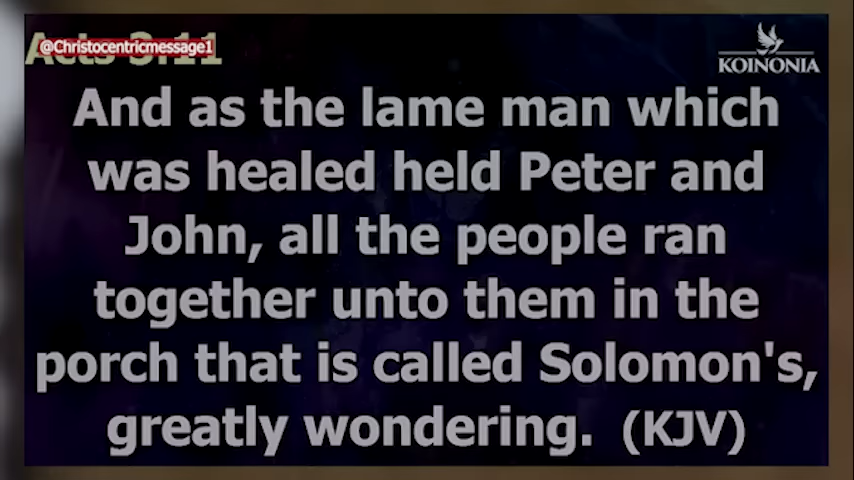 @Christocentricmessage1
Acts 3:11
KOINONIA
And as the lame man which
was healed held Peter and
John, all the people ran
together unto them in the
porch that is called Solomon's,
greatly wondering. (KJV)